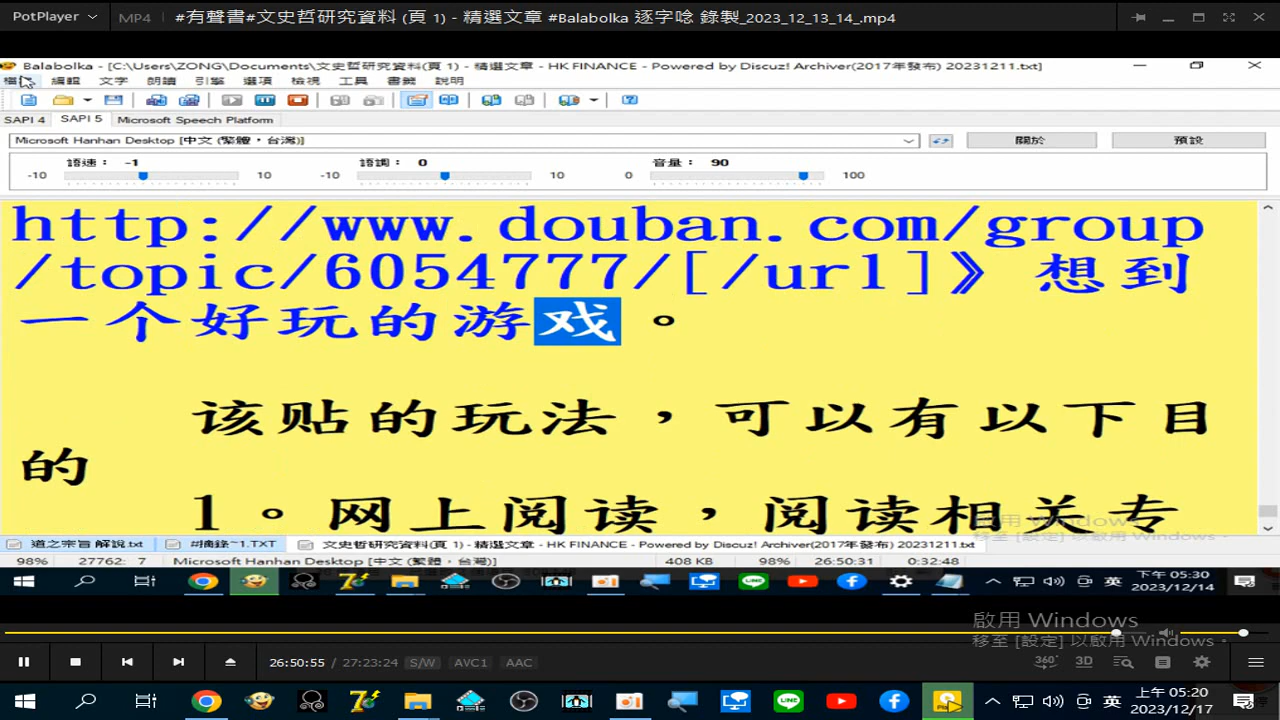 PotPlayer
MP4
#有聲書#文史哲研究資料 (頁 1) - 精選文章 #Balabolka 逐字唸 錄製_2023_12_13_14_.mp4
Balabolka - [C:\Users\ZONG\Documents\文史哲研究資料(頁 1) - 精選文章 - HK FINANCE - Powered by Discuz! Archiver(2017年發布) 20231211.txt]
編輯 文字 朗讀 引擎 選項 檢視 工具 書籤 說明
SAPI 4 SAPI 5 Microsoft Speech Platform
Microsoft Hanhan Desktop [中文 (繁體，台灣)]
關於 預設
語速： -1 語調： 0 音量： 90
-10 10 -10 10 0 100
http://www.douban.com/group
/topic/6054777/[/url]》想到
一个好玩的游戏。
该贴的玩法，可以有以下目
的
1。网上阅读，阅读相关专
道之宗旨 解說.txt #摘錄~1.TXT 文史哲研究資料(頁 1) - 精選文章 - HK FINANCE - Powered by Discuz! Archiver(2017年發布) 20231211.txt
98% 27762: 7 Microsoft Hanhan Desktop [中文 (繁體，台灣)] 408 KB 98% 26:50:31 0:32:48
英 下午 05:30
2023/12/14
啟用 Windows
移至 [設定] 以啟用 Windows。
26:50:55 / 27:23:24 S/W AVC1 AAC
360° 3D
英 上午 05:20
2023/12/17